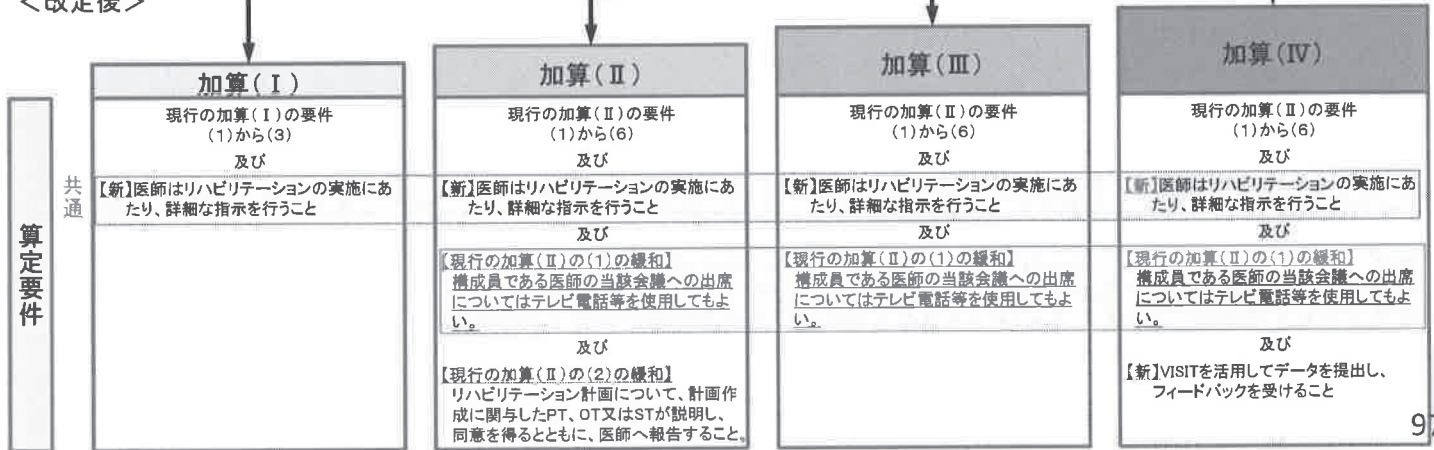 <改定後>
加算(Ⅰ)
加算(Ⅱ)
加算(Ⅲ)
加算(Ⅳ)
算定要件
共通
現行の加算(Ⅰ)の要件
(1)から(3)
及び
【新】医師はリハビリテーションの実施にあ
たり、詳細な指示を行うこと
現行の加算(Ⅱ)の要件
(1)から(6)
及び
【新】医師はリハビリテーションの実施にあ
たり、詳細な指示を行うこと
及び
【現行の加算(Ⅱ)の(1)の緩和】
構成員である医師の当該会議への出席
についてはテレビ電話等を使用してもよ
い。
及び
【現行の加算(Ⅱ)の(2)の緩和】
リハビリテーション計画について、計画作
成に関与したPT、OT又はSTが説明し、
同意を得るとともに、医師へ報告すること。
現行の加算(Ⅱ)の要件
(1)から(6)
及び
【新】医師はリハビリテーションの実施にあ
たり、詳細な指示を行うこと
及び
【現行の加算(Ⅱ)の(1)の緩和】
構成員である医師の当該会議への出席
についてはテレビ電話等を使用してもよ
い。
現行の加算(Ⅱ)の要件
(1)から(6)
及び
【新】医師はリハビリテーションの実施にあ
たり、詳細な指示を行うこと
及び
【現行の加算(Ⅱ)の(1)の緩和】
構成員である医師の当該会議への出席
についてはテレビ電話等を使用してもよ
い。
及び
【新】VISITを活用してデータを提出し、
フィードバックを受けること